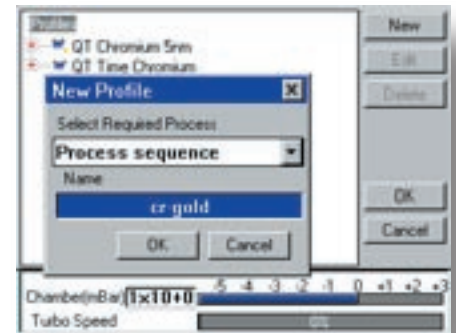 Profiles
New
QT Chromium 5nm
Edit
QT Time Chromium
Delete
New Profile
Select Required Process
Process sequence
Name
cr-gold
OK
Cancel
OK
Cancel
-5 -4 -3 -2 -1 0 +1 +2 +3
Chamber(mBar) 1x10+0
Turbo Speed